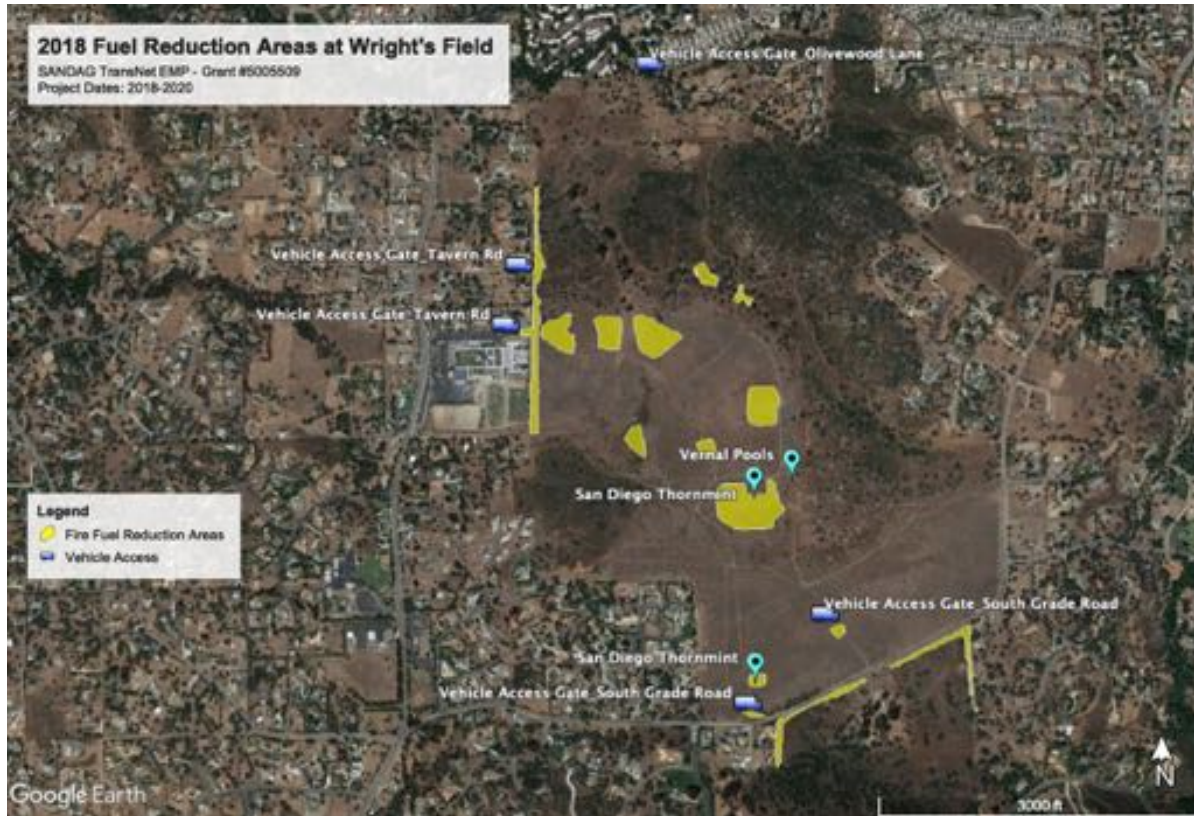 2018 Fuel Reduction Areas at Wright's Field
SANDAG TransNet EMP - Grant #5005509
Project Dates: 2018-2020
Vehicle Access Gate_Olivewood Lane
Vehicle Access Gate_Tavern Rd
Vehicle Access Gate_Tavern Rd
Vernal Pools
San Diego Thornmint
Legend
Fire Fuel Reduction Areas
Vehicle Access
Vehicle Access Gate_South Grade Road
San Diego Thornmint
Vehicle Access Gate_South Grade Road
N
Google Earth
3000 ft